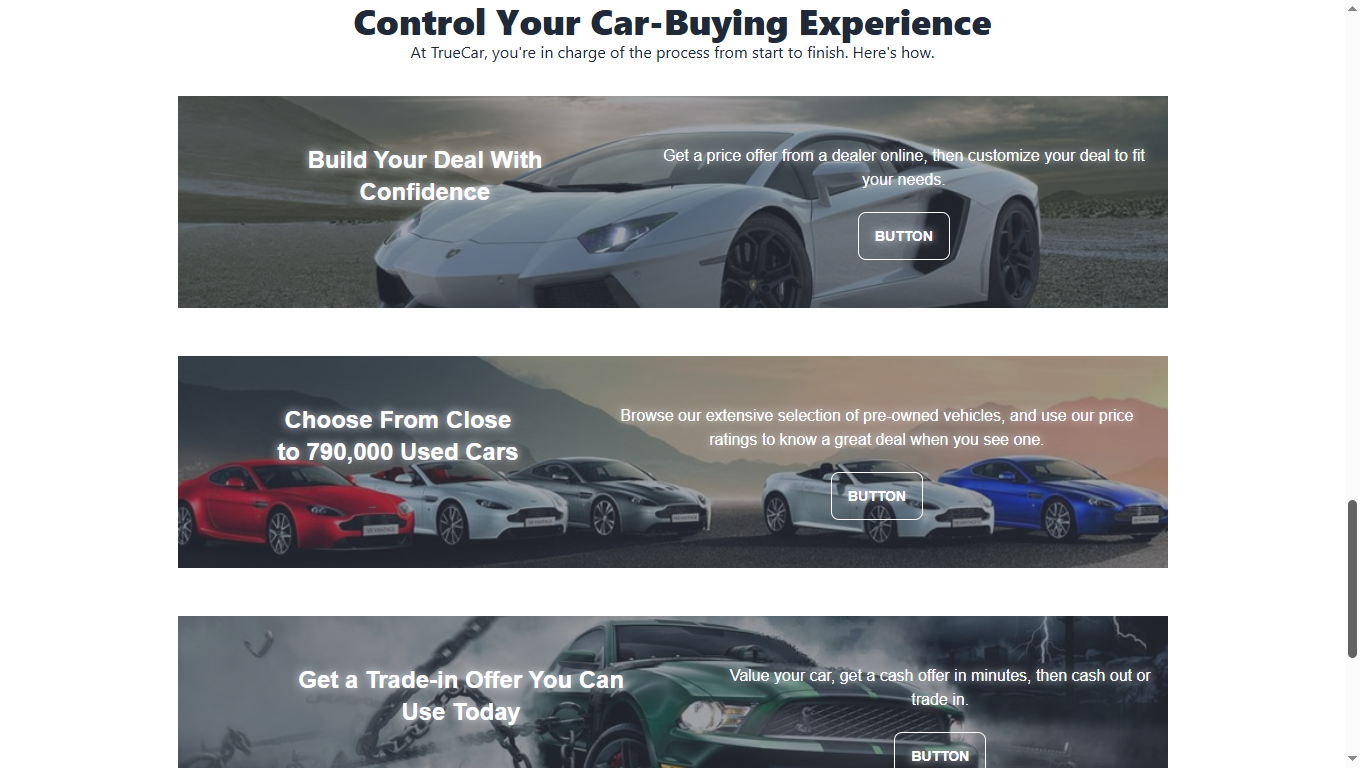 Control Your Car-Buying Experience
At TrueCar, you're in charge of the process from start to finish. Here's how.
Build Your Deal With
Confidence
Get a price offer from a dealer online, then customize your deal to fit
your needs.
BUTTON
Choose From Close
to 790,000 Used Cars
Browse our extensive selection of pre-owned vehicles, and use our price
ratings to know a great deal when you see one.
BUTTON
Get a Trade-in Offer You Can
Use Today
Value your car, get a cash offer in minutes, then cash out or
trade in.
BUTTON